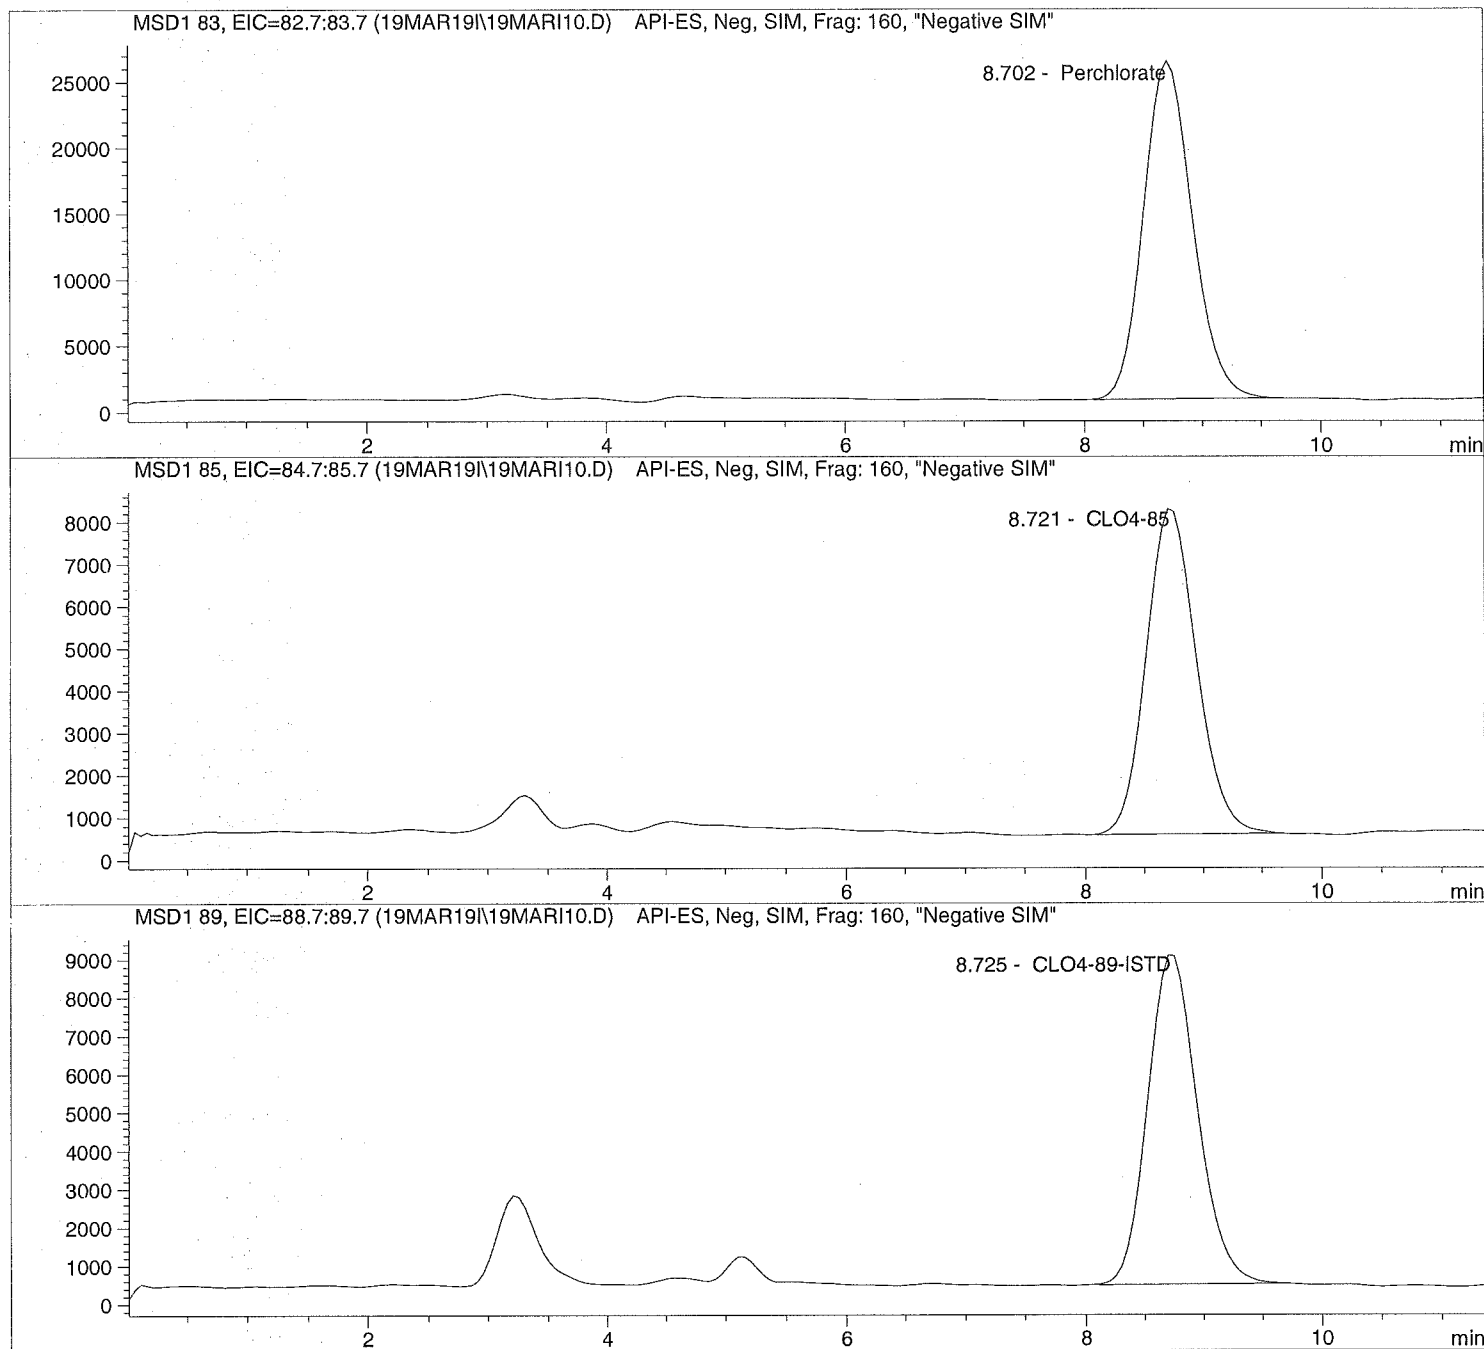 MSD1 83, EIC=82.7:83.7 (19MAR19I\19MARI10.D) API-ES, Neg, SIM, Frag: 160, "Negative SIM"
8.702 - Perchlorate
25000
20000
15000
10000
5000
0
2 4 6 8 10 min
MSD1 85, EIC=84.7:85.7 (19MAR19I\19MARI10.D) API-ES, Neg, SIM, Frag: 160, "Negative SIM"
8.721 - CLO4-85
8000
7000
6000
5000
4000
3000
2000
1000
0
2 4 6 8 10 min
MSD1 89, EIC=88.7:89.7 (19MAR19I\19MARI10.D) API-ES, Neg, SIM, Frag: 160, "Negative SIM"
8.725 - CLO4-89-ISTD
9000
8000
7000
6000
5000
4000
3000
2000
1000
0
2 4 6 8 10 min